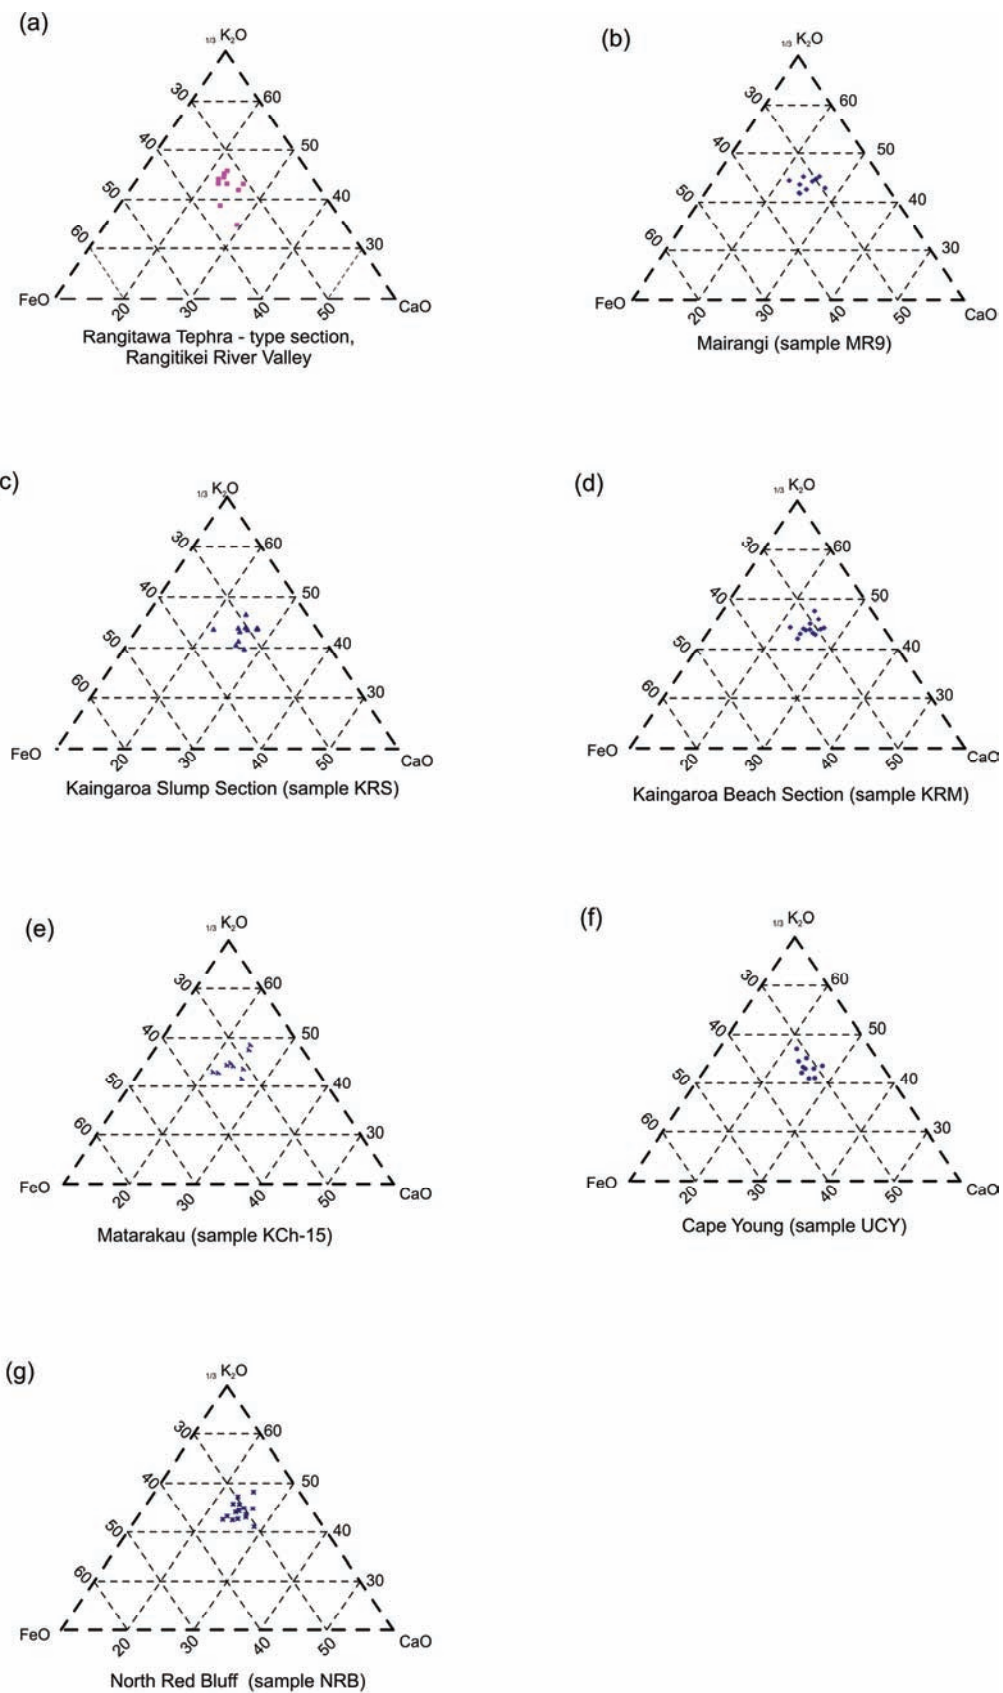 (a)
1/3 K2O
30 60
40 50
50 40
60 30
FeO CaO
20 30 40 50
Rangitawa Tephra - type section,
Rangitikei River Valley
(b)
1/3 K2O
30 60
40 50
50 40
60 30
FeO CaO
20 30 40 50
Mairangi (sample MR9)
c)
1/3 K2O
30 60
40 50
50 40
60 30
FeO CaO
20 30 40 50
Kaingaroa Slump Section (sample KRS)
(d)
1/3 K2O
30 60
40 50
50 40
60 30
FeO CaO
20 30 40 50
Kaingaroa Beach Section (sample KRM)
(e)
1/3 K2O
30 60
40 50
50 40
60 30
FcO CaO
20 30 40 50
Matarakau (sample KCh-15)
(f)
1/3 K2O
30 60
40 50
50 40
60 30
FeO CaO
20 30 40 50
Cape Young (sample UCY)
(g)
1/3 K2O
30 60
40 50
50 40
60 30
FeO CaO
20 30 40 50
North Red Bluff (sample NRB)